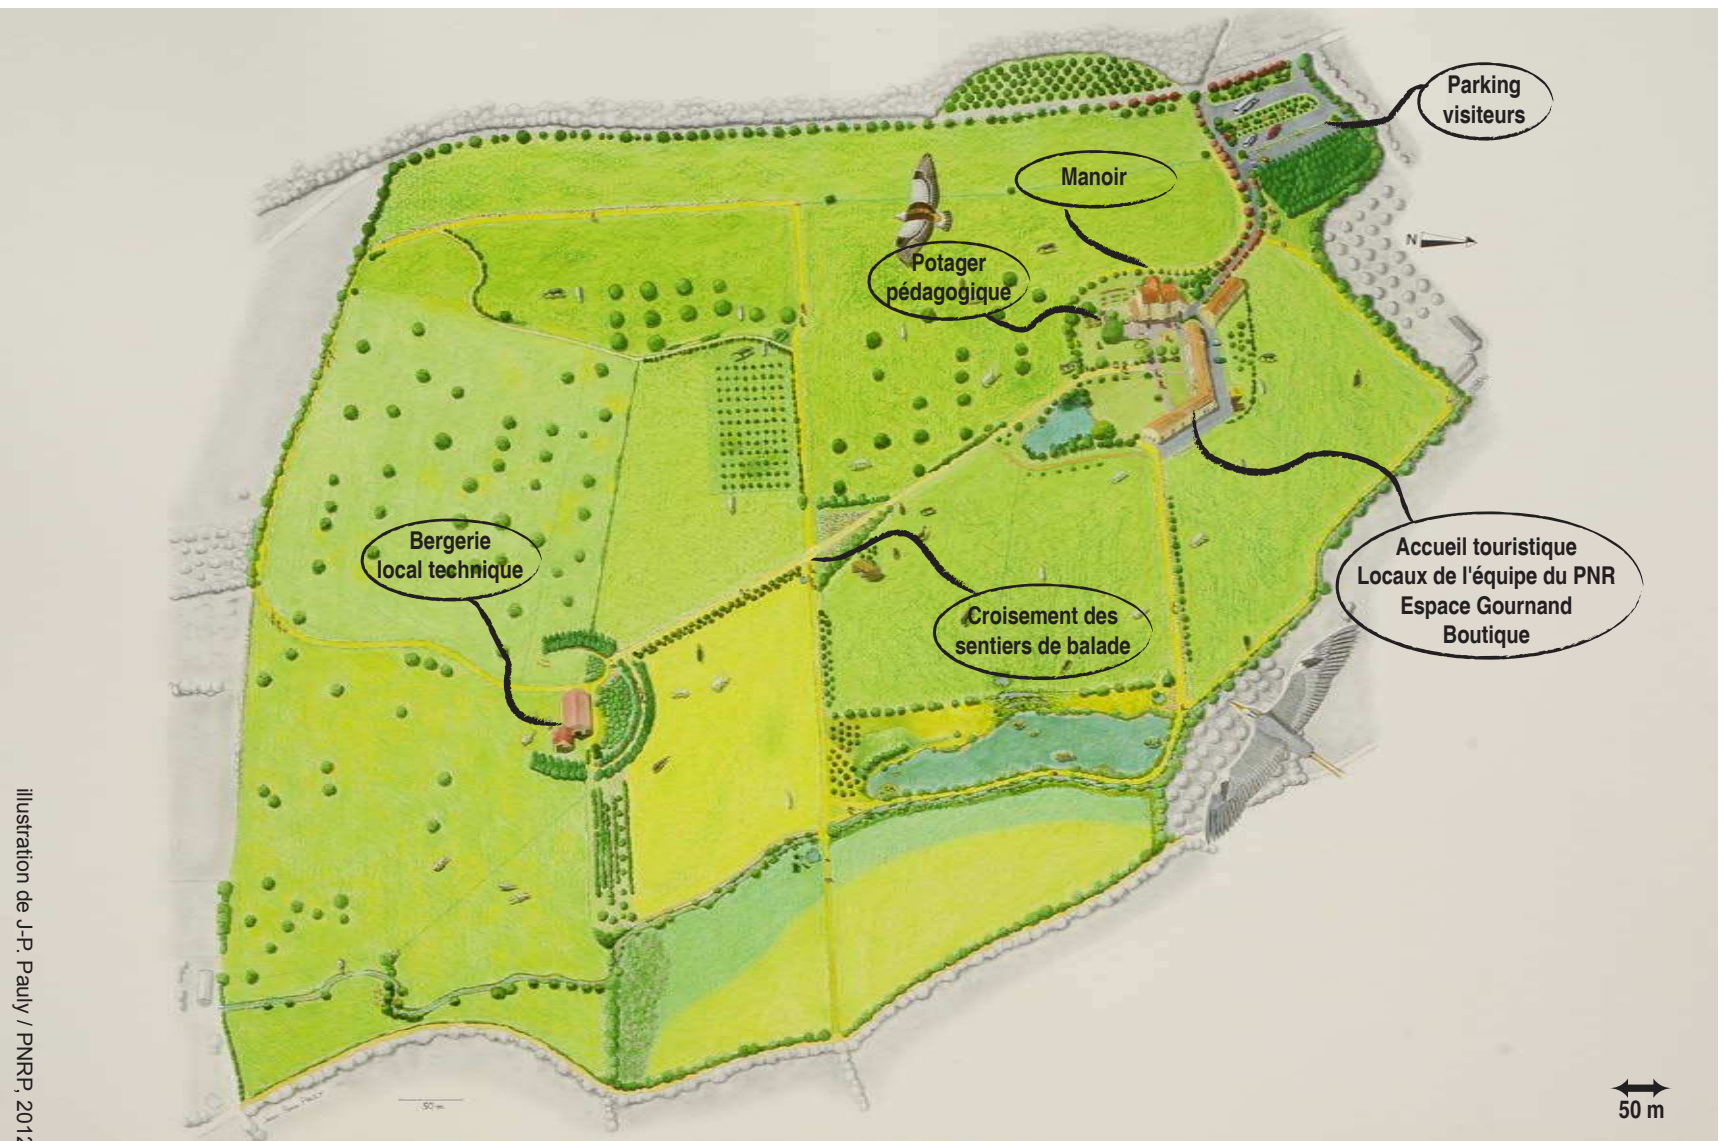 Parking
visiteurs
Manoir
N
Potager
pédagogique
Bergerie
local technique
Accueil touristique
Locaux de l'équipe du PNR
Espace Gournand
Boutique
Croisement des
sentiers de balade
illustration de J-P. Pauly / PNRP, 2012
50 m
50 m